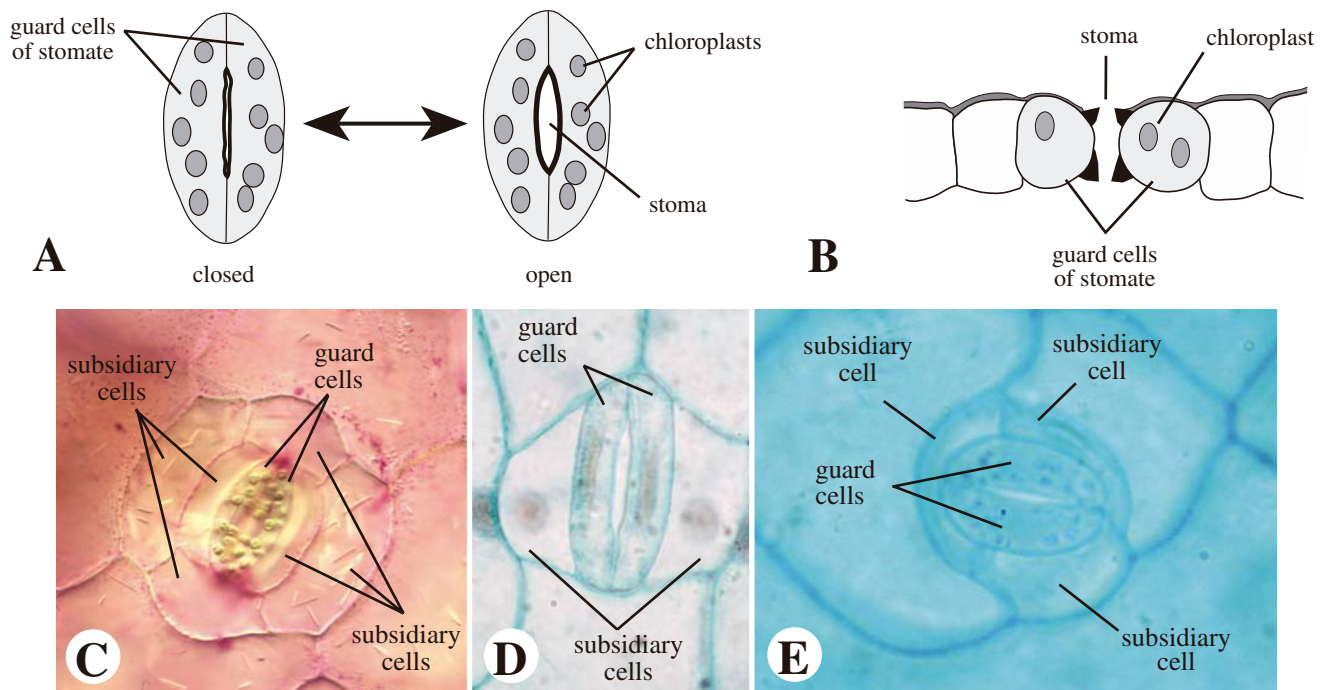 guard cells
of stomate
chloroplasts
stoma
A
closed
open
stoma
chloroplast
B
guard cells
of stomate
subsidiary
cells
guard
cells
subsidiary
cells
C
guard
cells
subsidiary
cells
D
subsidiary
cell
subsidiary
cell
guard
cells
subsidiary
cell
E